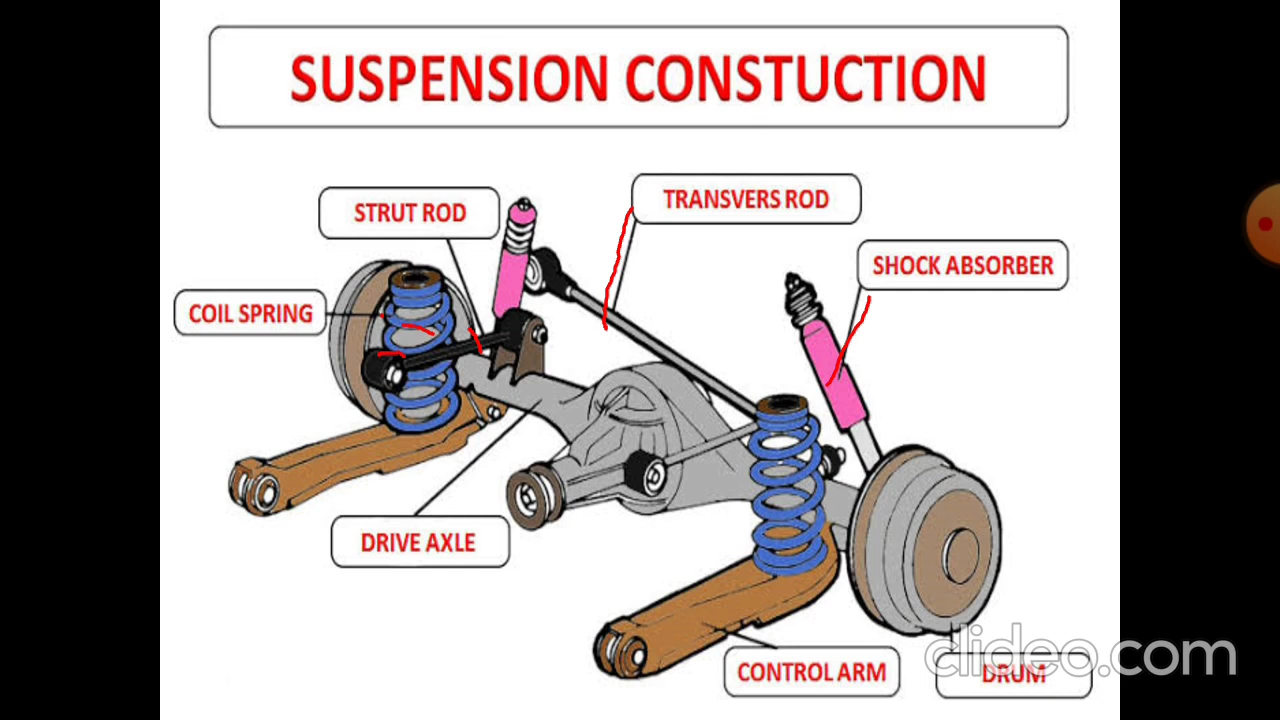 SUSPENSION CONSTUCTION
STRUT ROD
TRANSVERS ROD
SHOCK ABSORBER
COIL SPRING
DRIVE AXLE
CONTROL ARM
DRUM
clideo.com